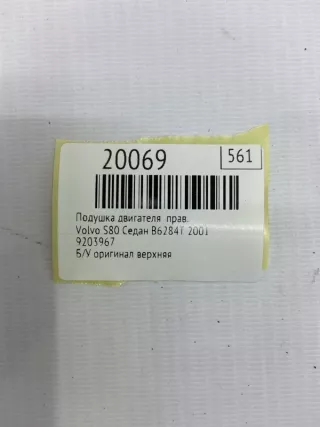 20069 561
Подушка двигателя прав.
Volvo S80 Седан B6284T 2001
9203967
Б/У оригинал верхняя